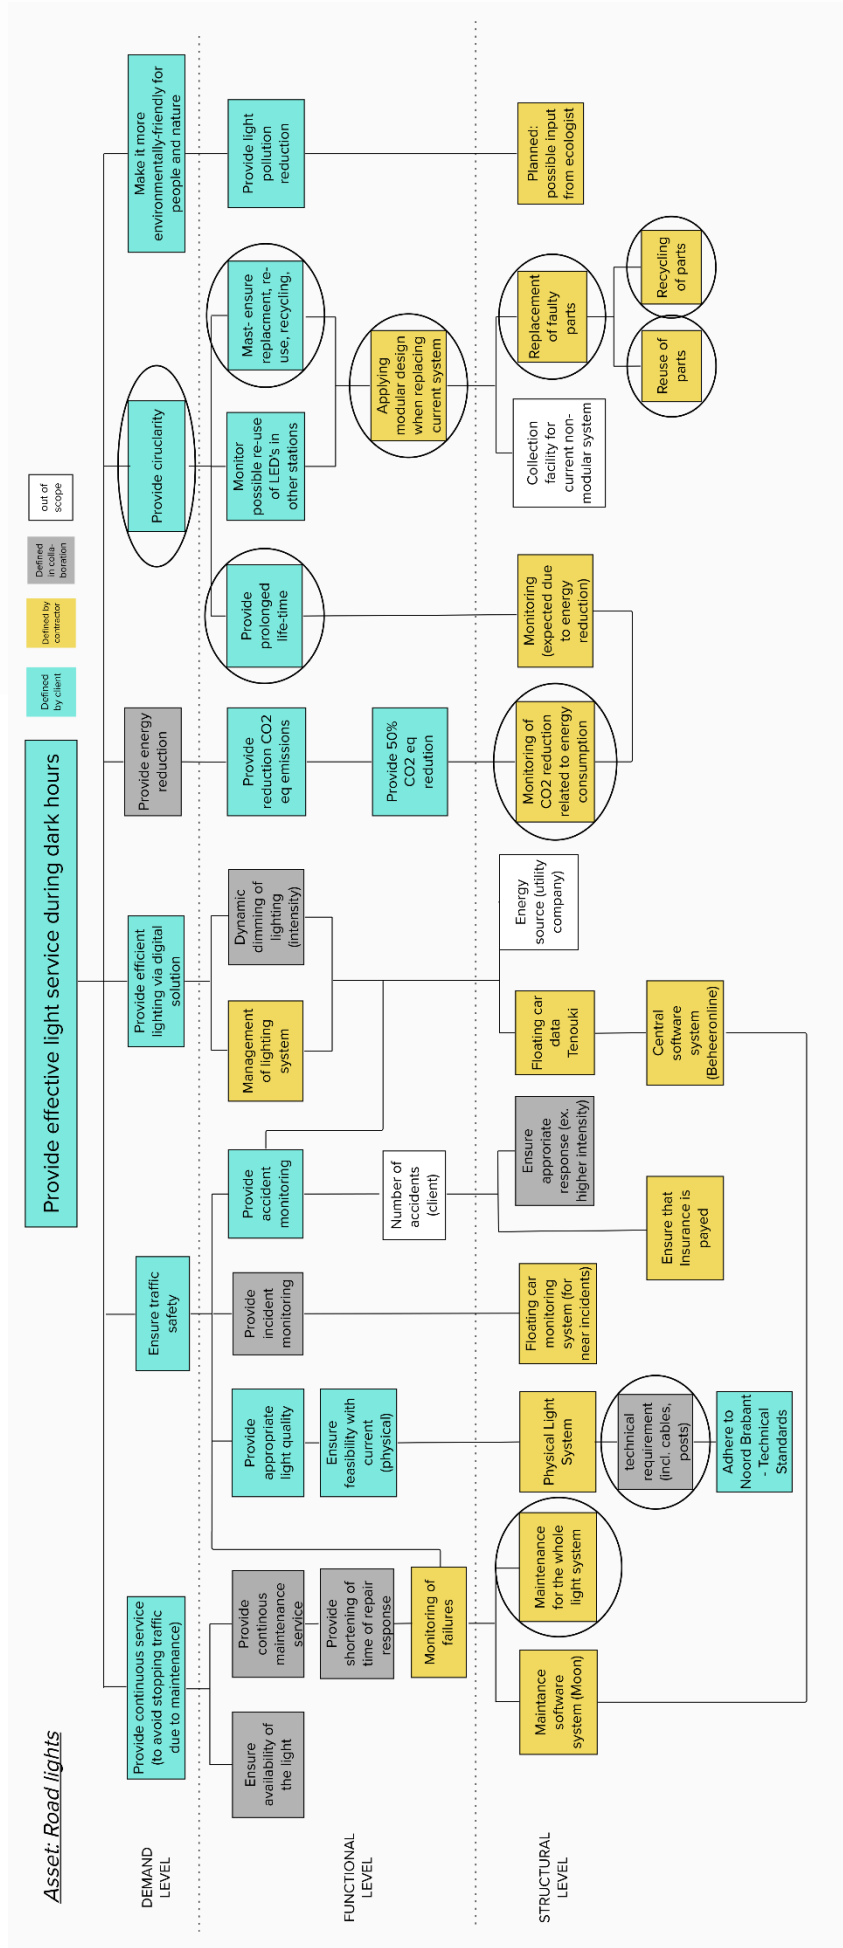 Asset: Road lights
Provide effective light service during dark hours
Defined
by client
Defined by
contractor
Defined
in colla-
boration
out of
scope
DEMAND
LEVEL
Provide continuous service
(to avoid stopping traffic
due to maintenance)
Ensure traffic
safety
Provide efficient
lighting via digital
solution
Provide energy
reduction
Provide ciruclarity
Make it more
environmentally-friendly for
people and nature
FUNCTIONAL
LEVEL
Ensure
availability of
the light
Provide
continous
maintenance
service
Provide
shortening of
time of repair
response
Monitoring of
failures
Provide
appropriate
light quality
Ensure
feasibility with
current
(physical)
Provide
incident
monitoring
Provide
accident
monitoring
Number of
accidents
(client)
Management
of lighting
system
Dynamic
dimming of
lighting
(intensity)
Provide
reduction CO2
eq emissions
Provide 50%
CO2 eq
redution
Provide
prolonged
life-time
Monitor
possible re-use
of LED's in
other stations
Mast- ensure
replacment, re-
use, recycling,
Applying
modular design
when replacing
current system
Provide light
pollution
reduction
STRUCTURAL
LEVEL
Maintance
software
system (Moon)
Maintenance
for the whole
light system
Physical Light
System
technical
requirement
(incl. cables,
posts)
Adhere to
Noord Brabant
- Technical
Standards
Floating car
monitoring
system (for
near incidents)
Ensure that
Insurance is
payed
Ensure
approriate
response (ex.
higher intensity)
Floating car
data
Tenouki
Central
software
system
(Beheeronline)
Energy
source (utility
company)
Monitoring of
CO2 reduction
related to energy
consumption
Monitoring
(expected due
to energy
reduction)
Collection
facility for
current non-
modular system
Replacement
of faulty
parts
Reuse of
parts
Recycling
of parts
Planned:
possible input
from ecologist